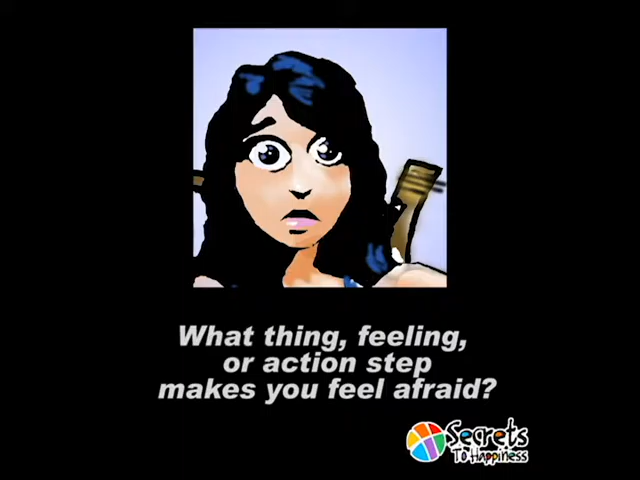 What thing, feeling,
or action step
makes you feel afraid?
Secrets
To Happiness